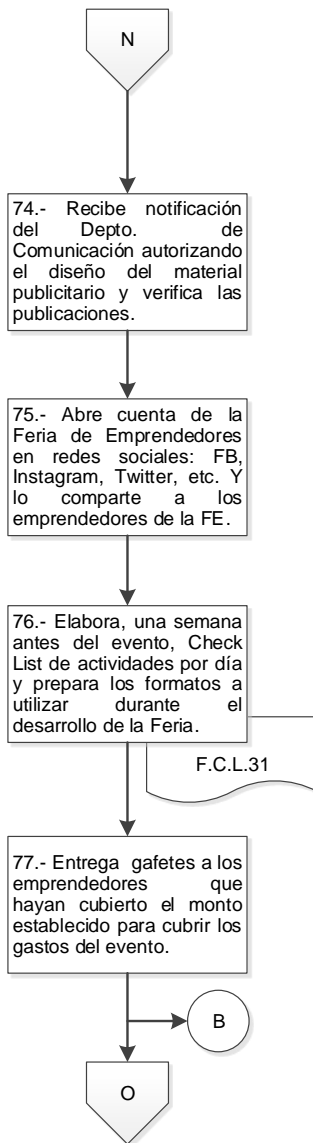 N
74.- Recibe notificación
del Depto. de
Comunicación autorizando
el diseño del material
publicitario y verifica las
publicaciones.
75.- Abre cuenta de la
Feria de Emprendedores
en redes sociales: FB,
Instagram, Twitter, etc. Y
lo comparte a los
emprendedores de la FE.
76.- Elabora, una semana
antes del evento, Check
List de actividades por día
y prepara los formatos a
utilizar durante el
desarrollo de la Feria.
F.C.L.31
77.- Entrega gafetes a los
emprendedores que
hayan cubierto el monto
establecido para cubrir los
gastos del evento.
B
O